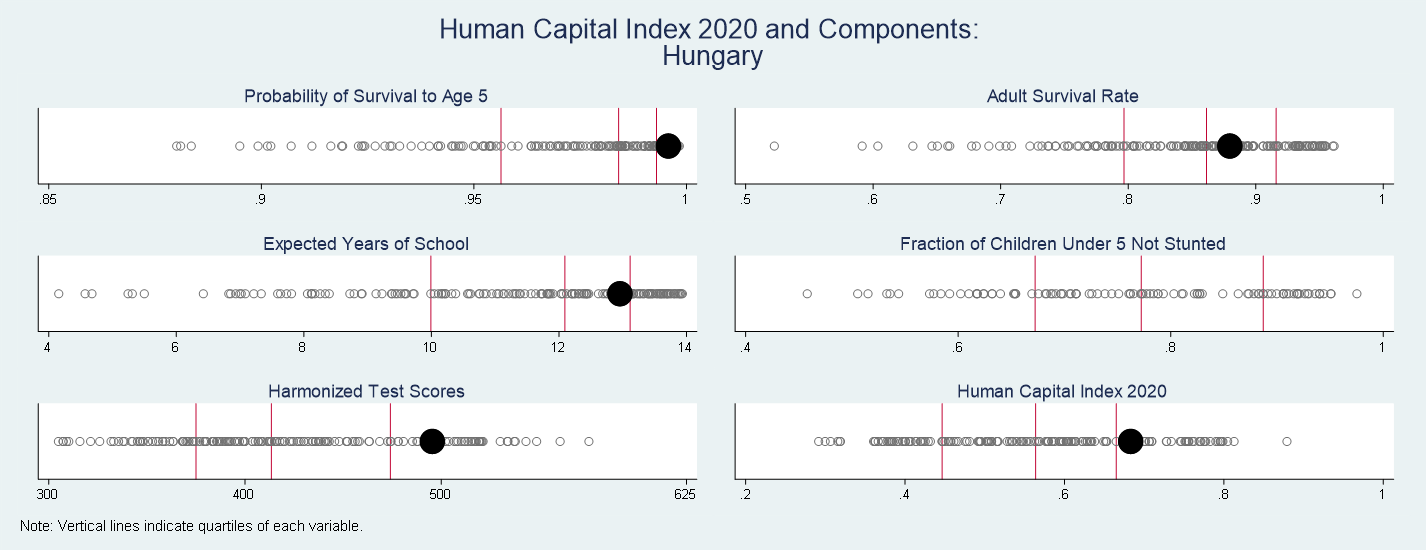 Human Capital Index 2020 and Components:
Hungary
Probability of Survival to Age 5
.85 .9 .95 1
Adult Survival Rate
.5 .6 .7 .8 .9 1
Expected Years of School
4 6 8 10 12 14
Fraction of Children Under 5 Not Stunted
.4 .6 .8 1
Harmonized Test Scores
300 400 500 625
Human Capital Index 2020
.2 .4 .6 .8 1
Note: Vertical lines indicate quartiles of each variable.